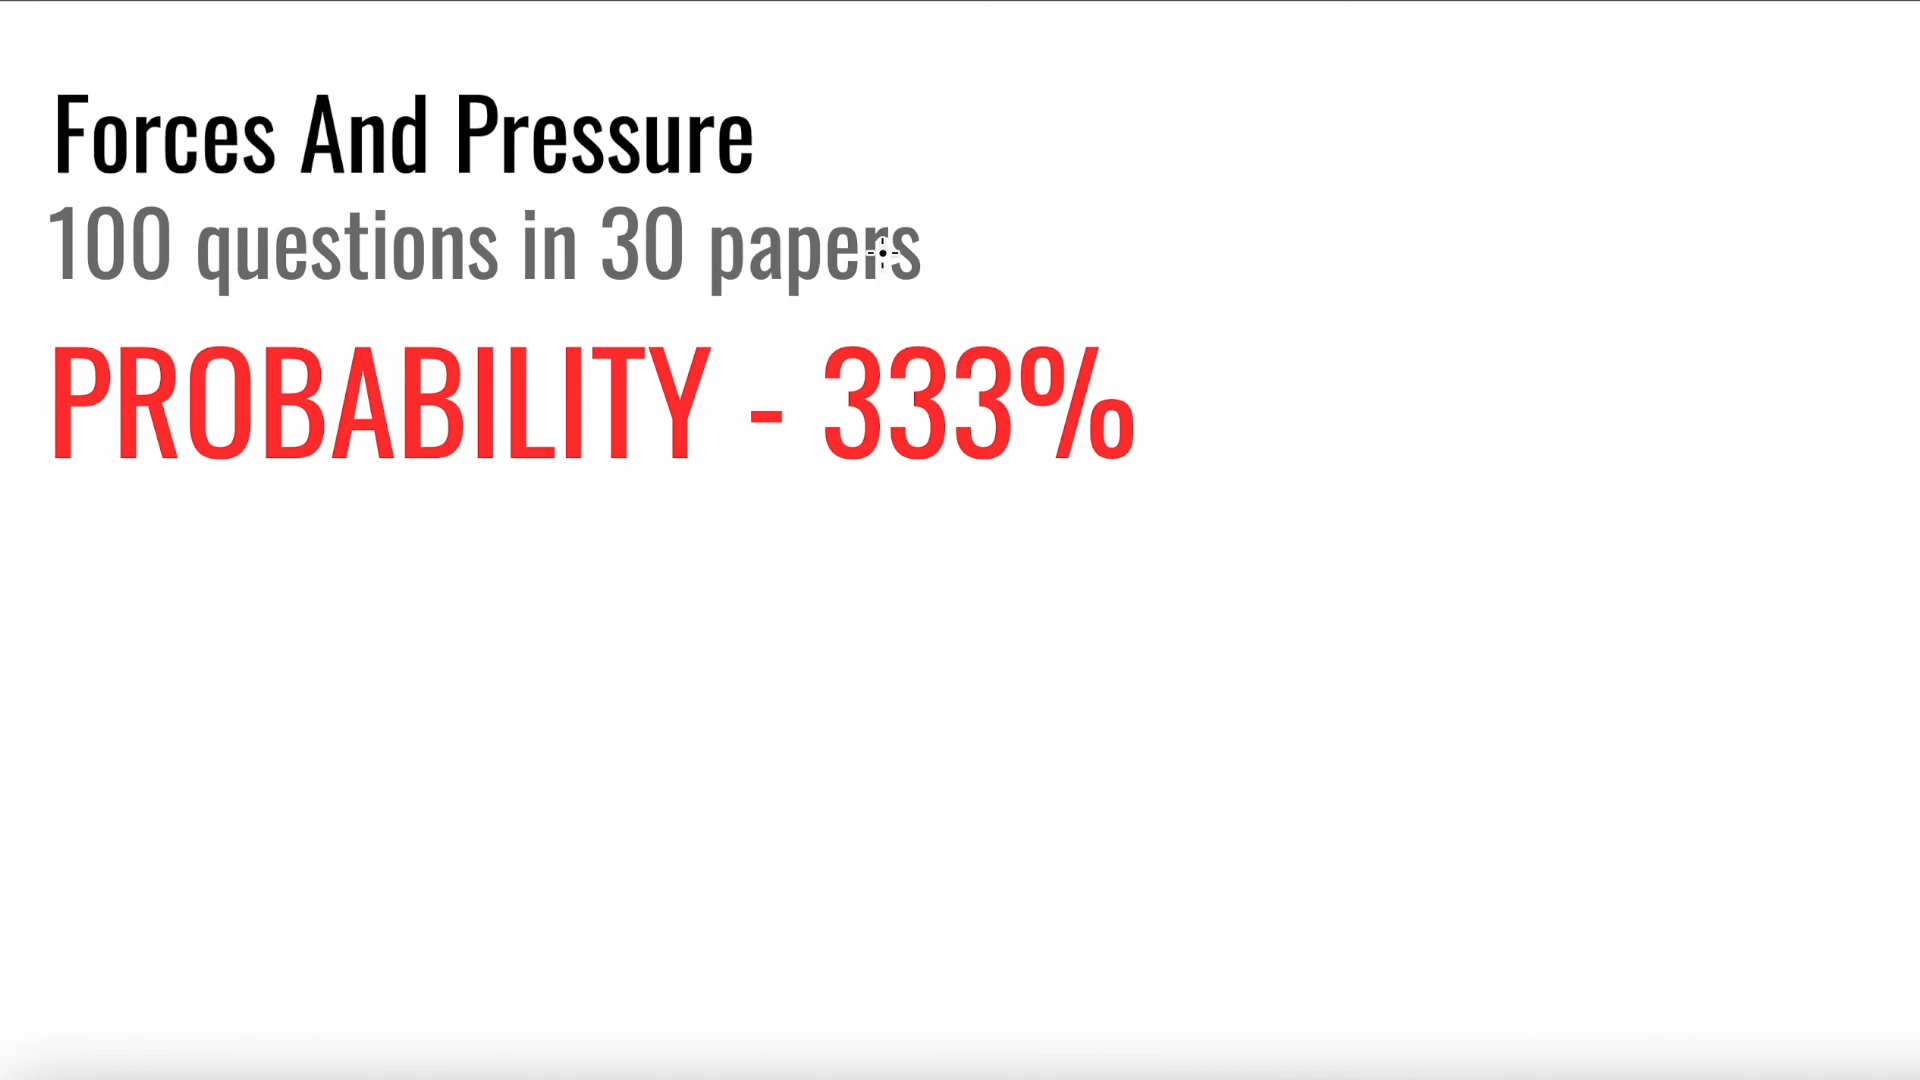 Forces And Pressure
100 questions in 30 papers
PROBABILITY - 333%